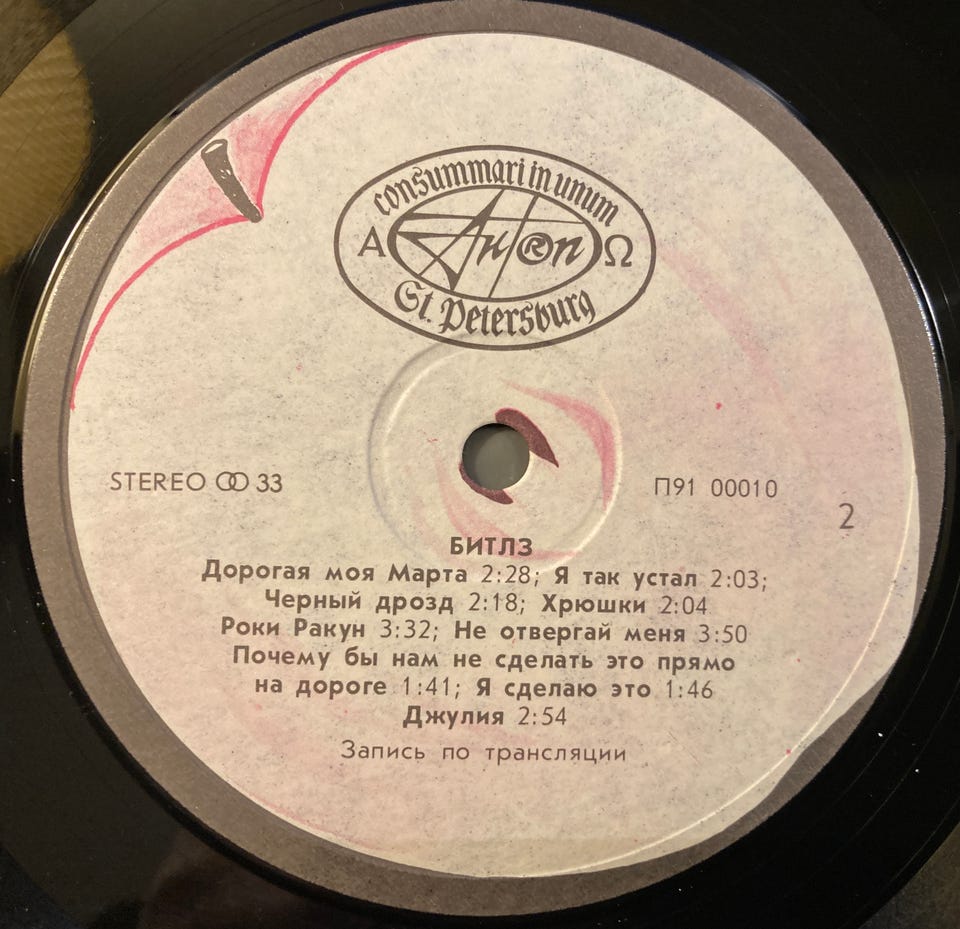 consummari in unum
Α АнтRоп Ω
St. Petersburg
STEREO ꝏ 33
П91 00010
2
БИТЛЗ
Дорогая моя Марта 2:28; Я так устал 2:03;
Черный дрозд 2:18; Хрюшки 2:04
Роки Ракун 3:32; Не отвергай меня 3:50
Почему бы нам не сделать это прямо
на дороге 1:41; Я сделаю это 1:46
Джулия 2:54
Запись по трансляции